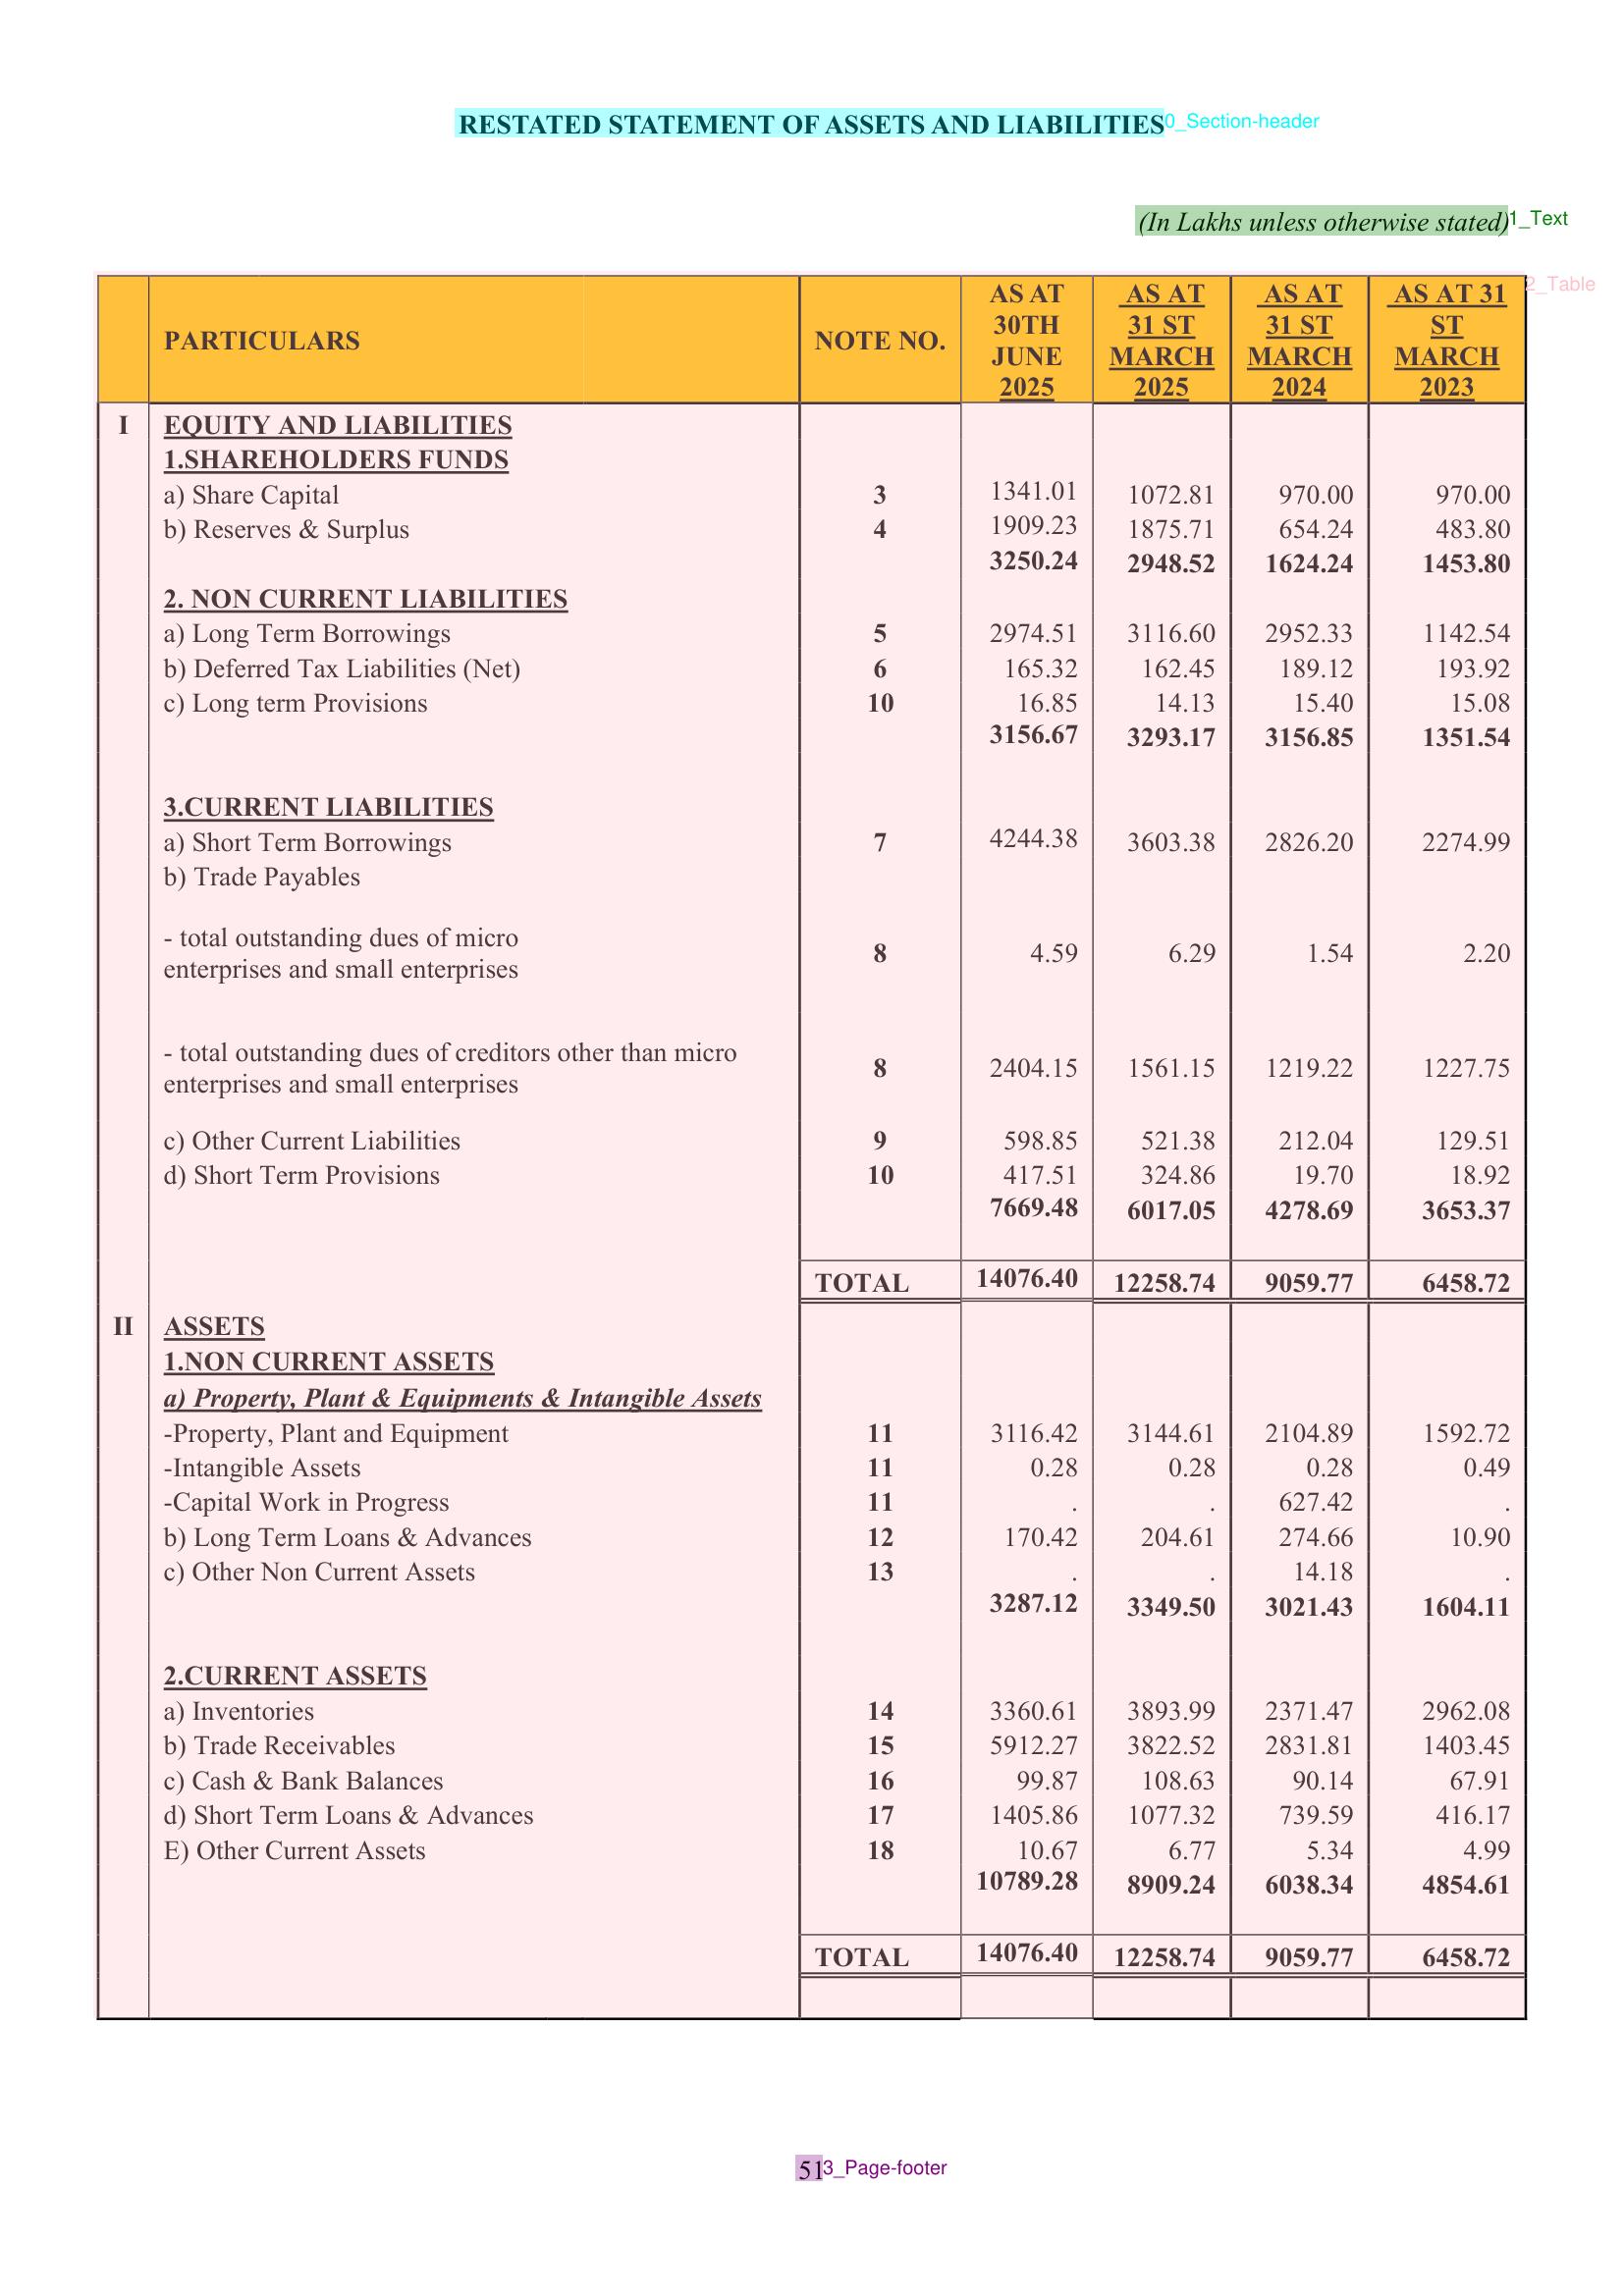 RESTATED STATEMENT OF ASSETS AND LIABILITIES 0_Section-header
(In Lakhs unless otherwise stated) 1_Text
2_Table
PARTICULARS NOTE NO. AS AT 30TH JUNE 2025 AS AT 31 ST MARCH 2025 AS AT 31 ST MARCH 2024 AS AT 31 ST MARCH 2023
I EQUITY AND LIABILITIES
1.SHAREHOLDERS FUNDS
a) Share Capital 3 1341.01 1072.81 970.00 970.00
b) Reserves & Surplus 4 1909.23 1875.71 654.24 483.80
3250.24 2948.52 1624.24 1453.80
2. NON CURRENT LIABILITIES
a) Long Term Borrowings 5 2974.51 3116.60 2952.33 1142.54
b) Deferred Tax Liabilities (Net) 6 165.32 162.45 189.12 193.92
c) Long term Provisions 10 16.85 14.13 15.40 15.08
3156.67 3293.17 3156.85 1351.54
3.CURRENT LIABILITIES
a) Short Term Borrowings 7 4244.38 3603.38 2826.20 2274.99
b) Trade Payables
- total outstanding dues of micro
enterprises and small enterprises 8 4.59 6.29 1.54 2.20
- total outstanding dues of creditors other than micro
enterprises and small enterprises 8 2404.15 1561.15 1219.22 1227.75
c) Other Current Liabilities 9 598.85 521.38 212.04 129.51
d) Short Term Provisions 10 417.51 324.86 19.70 18.92
7669.48 6017.05 4278.69 3653.37
TOTAL 14076.40 12258.74 9059.77 6458.72
II ASSETS
1.NON CURRENT ASSETS
a) Property, Plant & Equipments & Intangible Assets
-Property, Plant and Equipment 11 3116.42 3144.61 2104.89 1592.72
-Intangible Assets 11 0.28 0.28 0.28 0.49
-Capital Work in Progress 11 . . 627.42 .
b) Long Term Loans & Advances 12 170.42 204.61 274.66 10.90
c) Other Non Current Assets 13 . . 14.18 .
3287.12 3349.50 3021.43 1604.11
2.CURRENT ASSETS
a) Inventories 14 3360.61 3893.99 2371.47 2962.08
b) Trade Receivables 15 5912.27 3822.52 2831.81 1403.45
c) Cash & Bank Balances 16 99.87 108.63 90.14 67.91
d) Short Term Loans & Advances 17 1405.86 1077.32 739.59 416.17
E) Other Current Assets 18 10.67 6.77 5.34 4.99
10789.28 8909.24 6038.34 4854.61
TOTAL 14076.40 12258.74 9059.77 6458.72
51 3_Page-footer